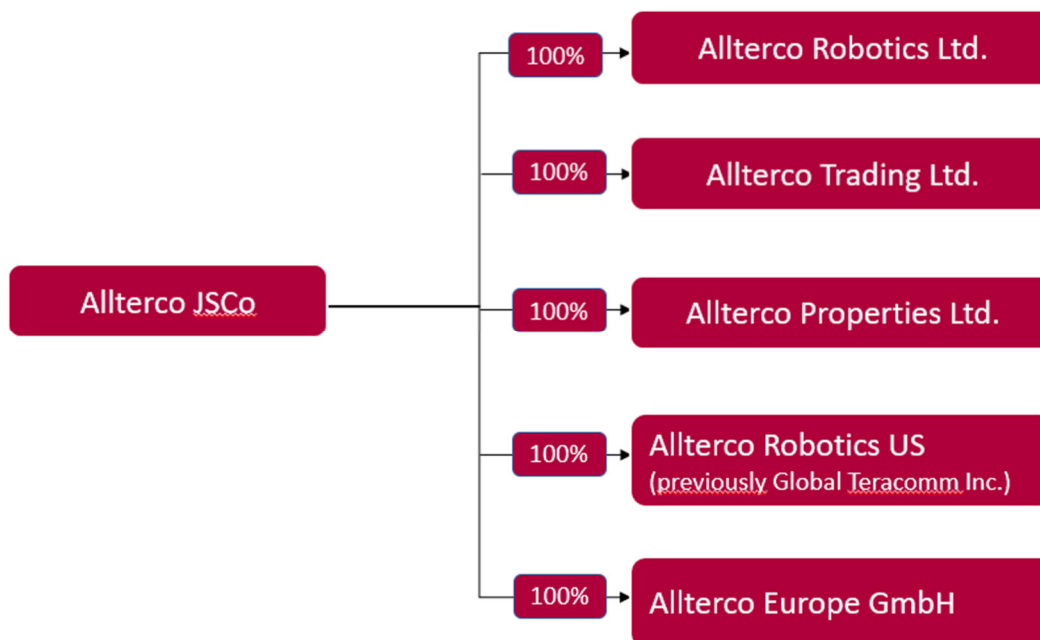 100% Allterco Robotics Ltd.
100% Allterco Trading Ltd.
Allterco JSCo
100% Allterco Properties Ltd.
100% Allterco Robotics US
(previously Global Teracomm Inc.)
100% Allterco Europe GmbH